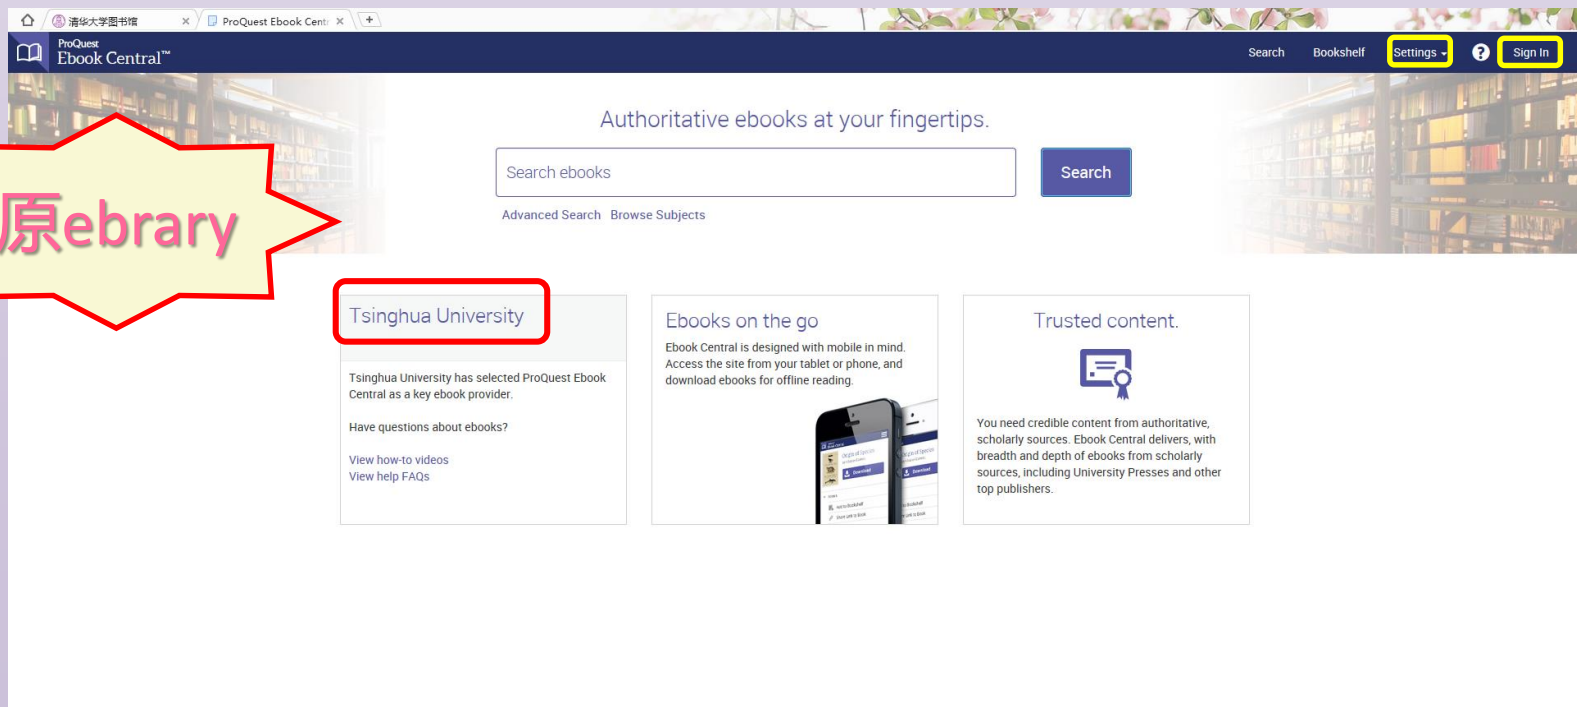 清华大学图书馆
ProQuest Ebook Cent
ProQuest
Ebook Central™
Search
Bookshelf
Settings
?
Sign In
Authoritative ebooks at your fingertips.
Search ebooks
Search
Advanced Search Browse Subjects
原ebrary
Tsinghua University
Tsinghua University has selected ProQuest Ebook
Central as a key ebook provider.
Have questions about ebooks?
View how-to videos
View help FAQs
Ebooks on the go
Ebook Central is designed with mobile in mind.
Access the site from your tablet or phone, and
download ebooks for offline reading.
Download
Trusted content.
You need credible content from authoritative,
scholarly sources. Ebook Central delivers, with
breadth and depth of ebooks from scholarly
sources, including University Presses and other
top publishers.